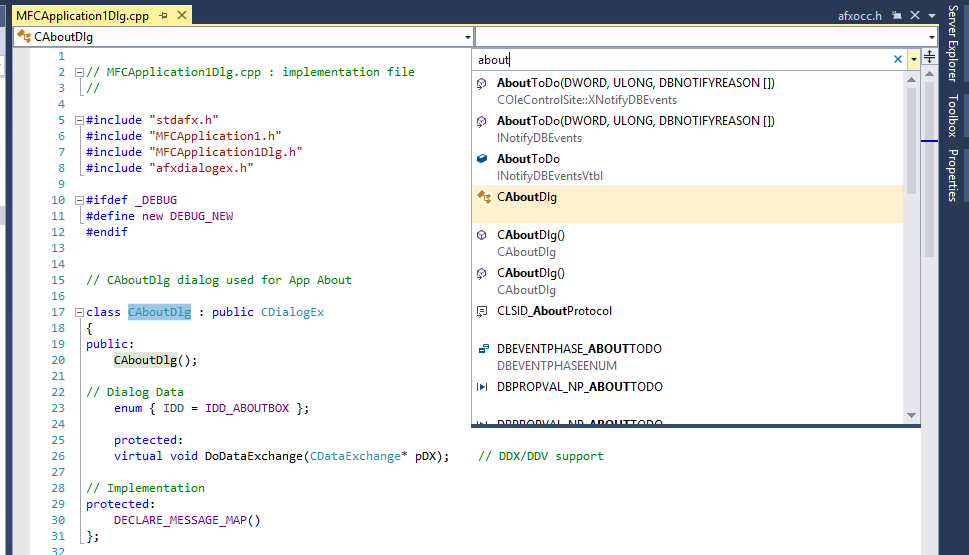 MFCApplication1Dlg.cpp
afxocc.h
CAboutDlg
about
AboutToDo(DWORD, ULONG, DBNOTIFYREASON [])
COleControlSite::XNotifyDBEvents
AboutToDo(DWORD, ULONG, DBNOTIFYREASON [])
INotifyDBEvents
AboutToDo
INotifyDBEventsVtbl
CAboutDlg
CAboutDlg()
CAboutDlg
CAboutDlg()
CAboutDlg
CLSID_AboutProtocol
DBEVENTPHASE_ABOUTTODO
DBEVENTPHASEENUM
DBPROPVAL_NP_ABOUTTODO
DBPROPVAL_NP_ABOUTTODO
1
2 // MFCApplication1Dlg.cpp : implementation file
3 //
4
5 #include "stdafx.h"
6 #include "MFCApplication1.h"
7 #include "MFCApplication1Dlg.h"
8 #include "afxdialogex.h"
9
10 #ifdef _DEBUG
11 #define new DEBUG_NEW
12 #endif
13
14
15 // CAboutDlg dialog used for App About
16
17 class CAboutDlg : public CDialogEx
18 {
19 public:
20 CAboutDlg();
21
22 // Dialog Data
23 enum { IDD = IDD_ABOUTBOX };
24
25 protected:
26 virtual void DoDataExchange(CDataExchange* pDX); // DDX/DDV support
27
28 // Implementation
29 protected:
30 DECLARE_MESSAGE_MAP()
31 };
32
Server Explorer
Toolbox
Properties